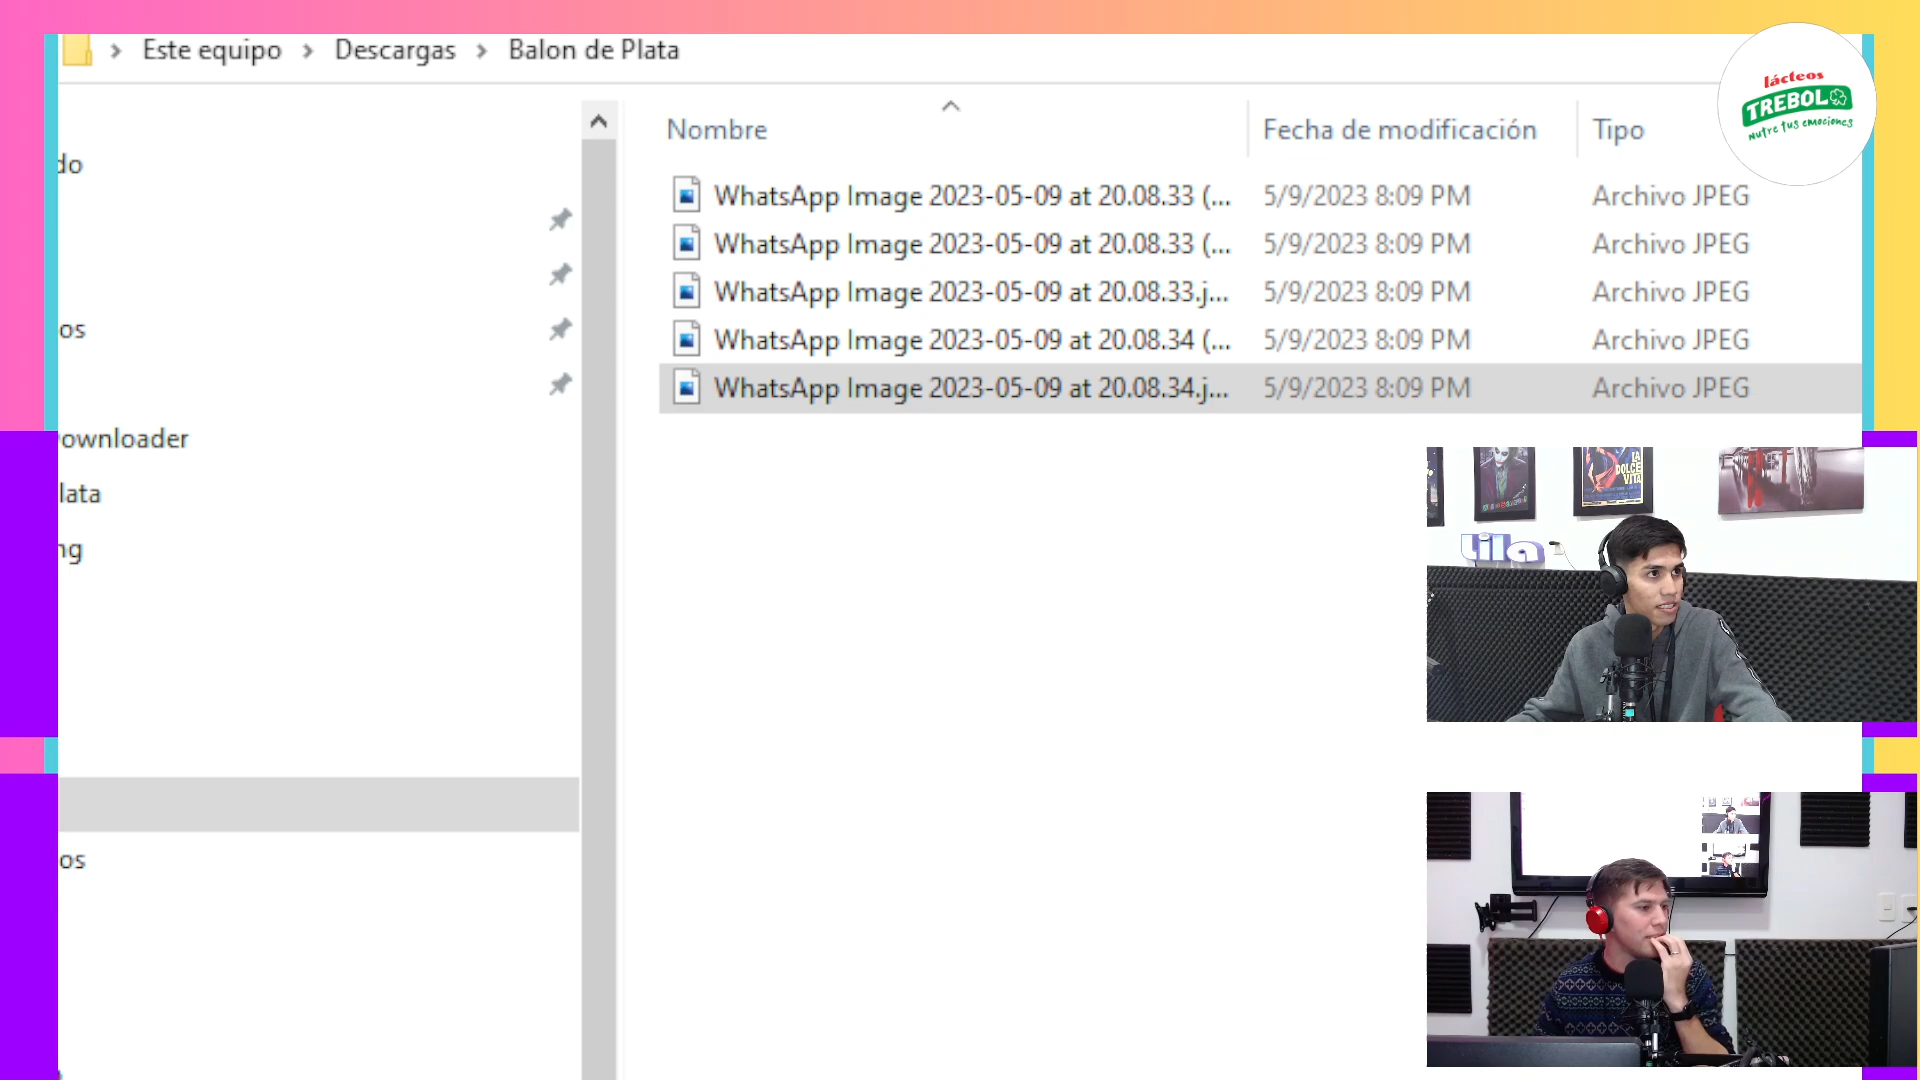 Este equipo > Descargas > Balon de Plata
lácteos
TREBOL
Nutre tus emociones
Nombre
Fecha de modificación
Tipo
WhatsApp Image 2023-05-09 at 20.08.33 (... 5/9/2023 8:09 PM Archivo JPEG
WhatsApp Image 2023-05-09 at 20.08.33 (... 5/9/2023 8:09 PM Archivo JPEG
WhatsApp Image 2023-05-09 at 20.08.33.j... 5/9/2023 8:09 PM Archivo JPEG
WhatsApp Image 2023-05-09 at 20.08.34 (... 5/9/2023 8:09 PM Archivo JPEG
WhatsApp Image 2023-05-09 at 20.08.34.j... 5/9/2023 8:09 PM Archivo JPEG
do
os
ownloader
lata
ng
os
LA
DOLCE
VITA
Lila